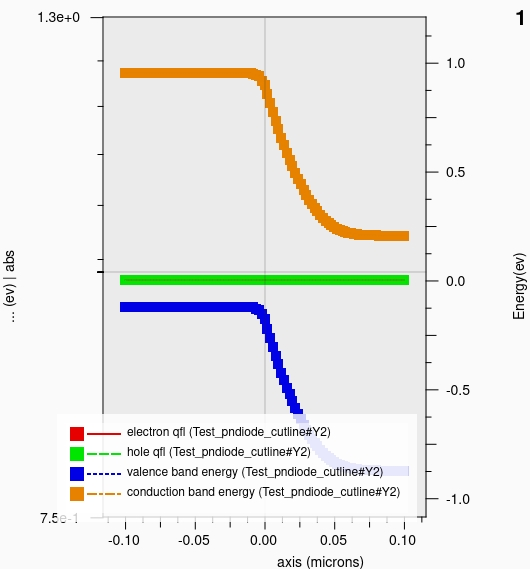 1
1.3e+0
1.0
0.5
0.0
-0.5
-1.0
... (ev) | abs
Energy(ev)
electron qfl (Test_pndiode_cutline#Y2)
hole qfl (Test_pndiode_cutline#Y2)
valence band energy (Test_pndiode_cutline#Y2)
conduction band energy (Test_pndiode_cutline#Y2)
7.5e-1
-0.10 -0.05 0.00 0.05 0.10
axis (microns)